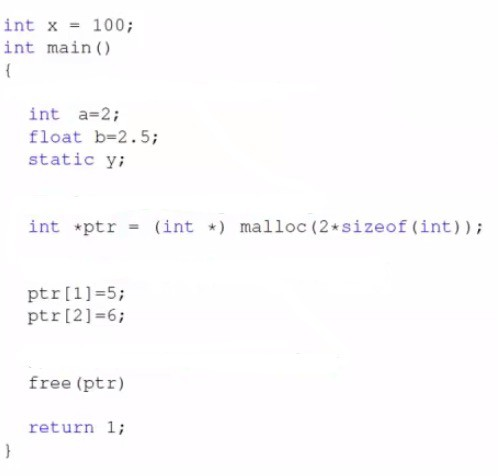 int x = 100;
int main()
{
int a=2;
float b=2.5;
static y;
int *ptr = (int *) malloc(2*sizeof(int));
ptr[1]=5;
ptr[2]=6;
free(ptr)
return 1;
}